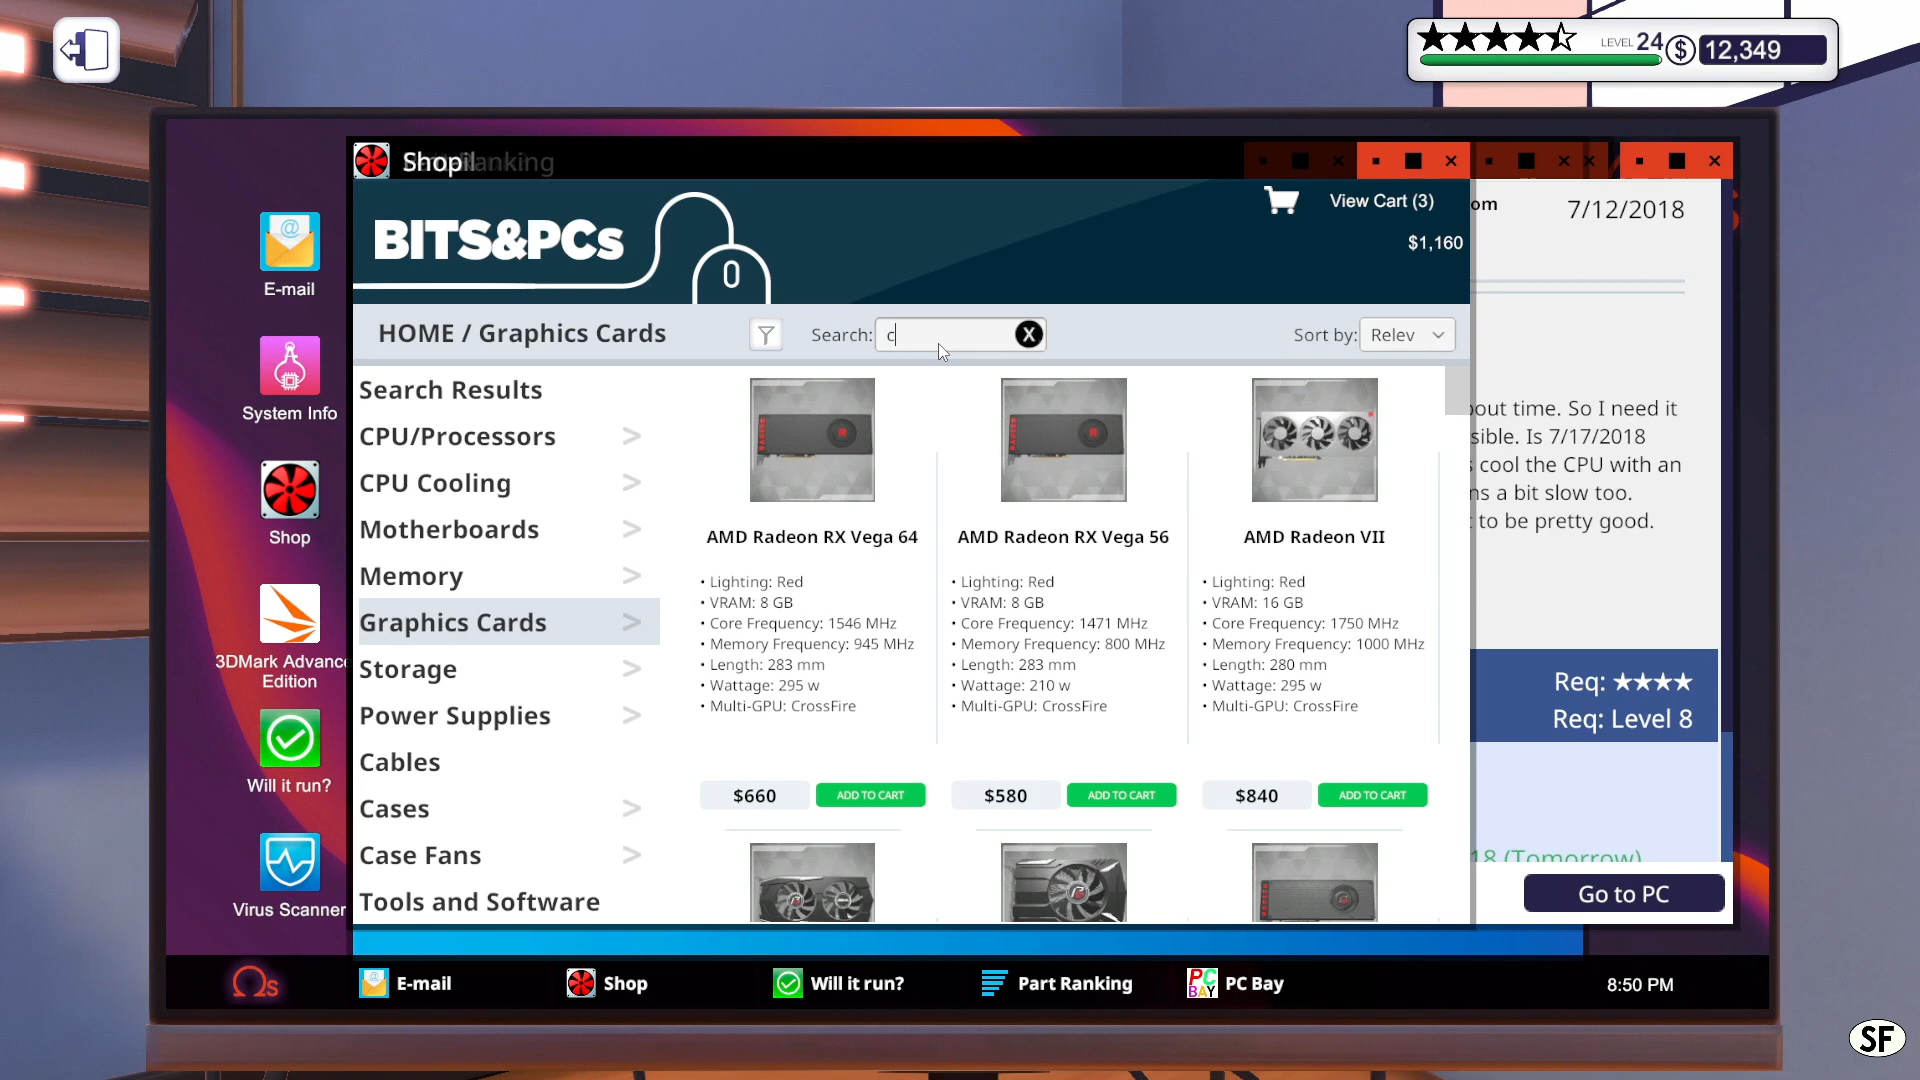 LEVEL 24 $ 12,349
Shop
BITS&PCs
View Cart (3)
$1,160
om
7/12/2018
HOME / Graphics Cards
Search: c X
Sort by: Relev
E-mail
System Info
Shop
3DMark Advance
Edition
Will it run?
Virus Scanner
Search Results
CPU/Processors >
CPU Cooling >
Motherboards >
Memory >
Graphics Cards >
Storage >
Power Supplies >
Cables
Cases >
Case Fans >
Tools and Software
AMD Radeon RX Vega 64
• Lighting: Red
• VRAM: 8 GB
• Core Frequency: 1546 MHz
• Memory Frequency: 945 MHz
• Length: 283 mm
• Wattage: 295 w
• Multi-GPU: CrossFire
$660 ADD TO CART
AMD Radeon RX Vega 56
• Lighting: Red
• VRAM: 8 GB
• Core Frequency: 1471 MHz
• Memory Frequency: 800 MHz
• Length: 283 mm
• Wattage: 210 w
• Multi-GPU: CrossFire
$580 ADD TO CART
AMD Radeon VII
• Lighting: Red
• VRAM: 16 GB
• Core Frequency: 1750 MHz
• Memory Frequency: 1000 MHz
• Length: 280 mm
• Wattage: 295 w
• Multi-GPU: CrossFire
$840 ADD TO CART
out time. So I need it
sible. Is 7/17/2018
s cool the CPU with an
ns a bit slow too.
t to be pretty good.
Req: ★★★★
Req: Level 8
18 (Tomorrow)
Go to PC
Ωs
E-mail
Shop
Will it run?
Part Ranking
PC BAY
PC Bay
8:50 PM
SF